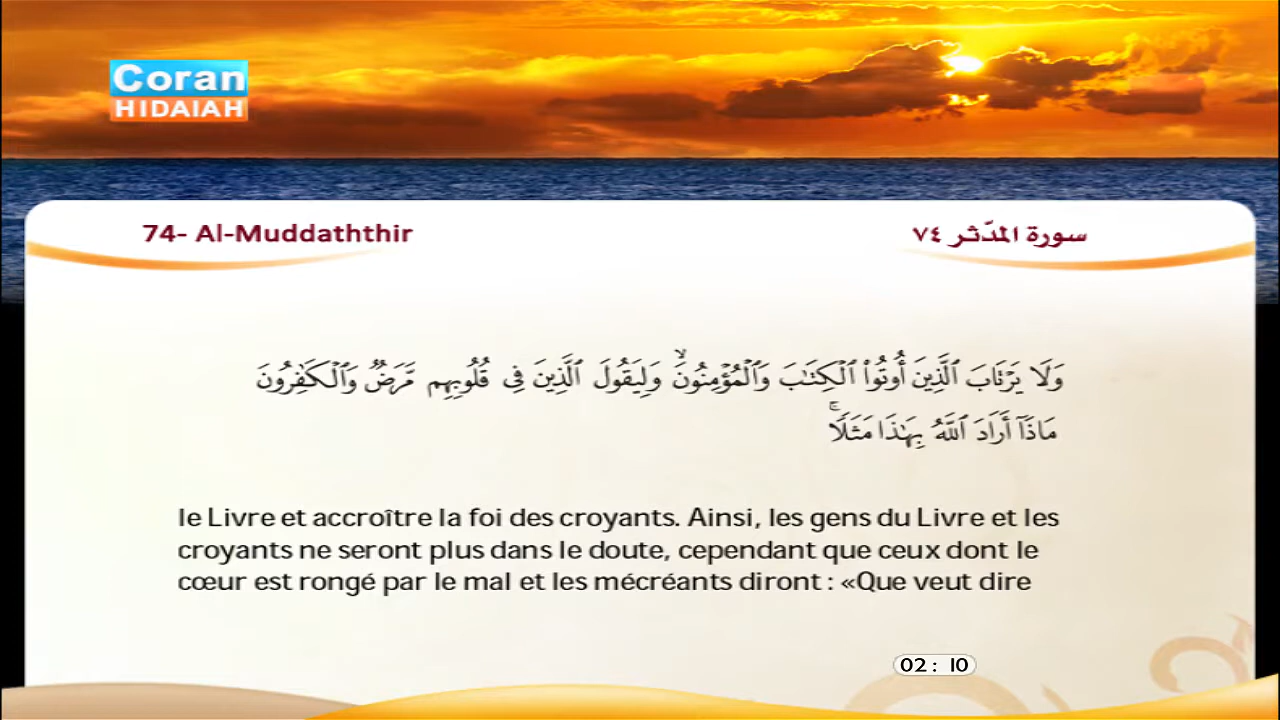 Coran
HIDAIAH
74- Al-Muddaththir
سورة المدّثر ٧٤
وَلَا يَرْتَابَ ٱلَّذِينَ أُوتُوا۟ ٱلْكِتَـٰبَ وَٱلْمُؤْمِنُونَ ۙ وَلِيَقُولَ ٱلَّذِينَ فِى قُلُوبِهِم مَّرَضٌ وَٱلْكَـٰفِرُونَ
مَاذَآ أَرَادَ ٱللَّهُ بِهَـٰذَا مَثَلًا ۚ
le Livre et accroître la foi des croyants. Ainsi, les gens du Livre et les
croyants ne seront plus dans le doute, cependant que ceux dont le
cœur est rongé par le mal et les mécréants diront : «Que veut dire
02 : 10